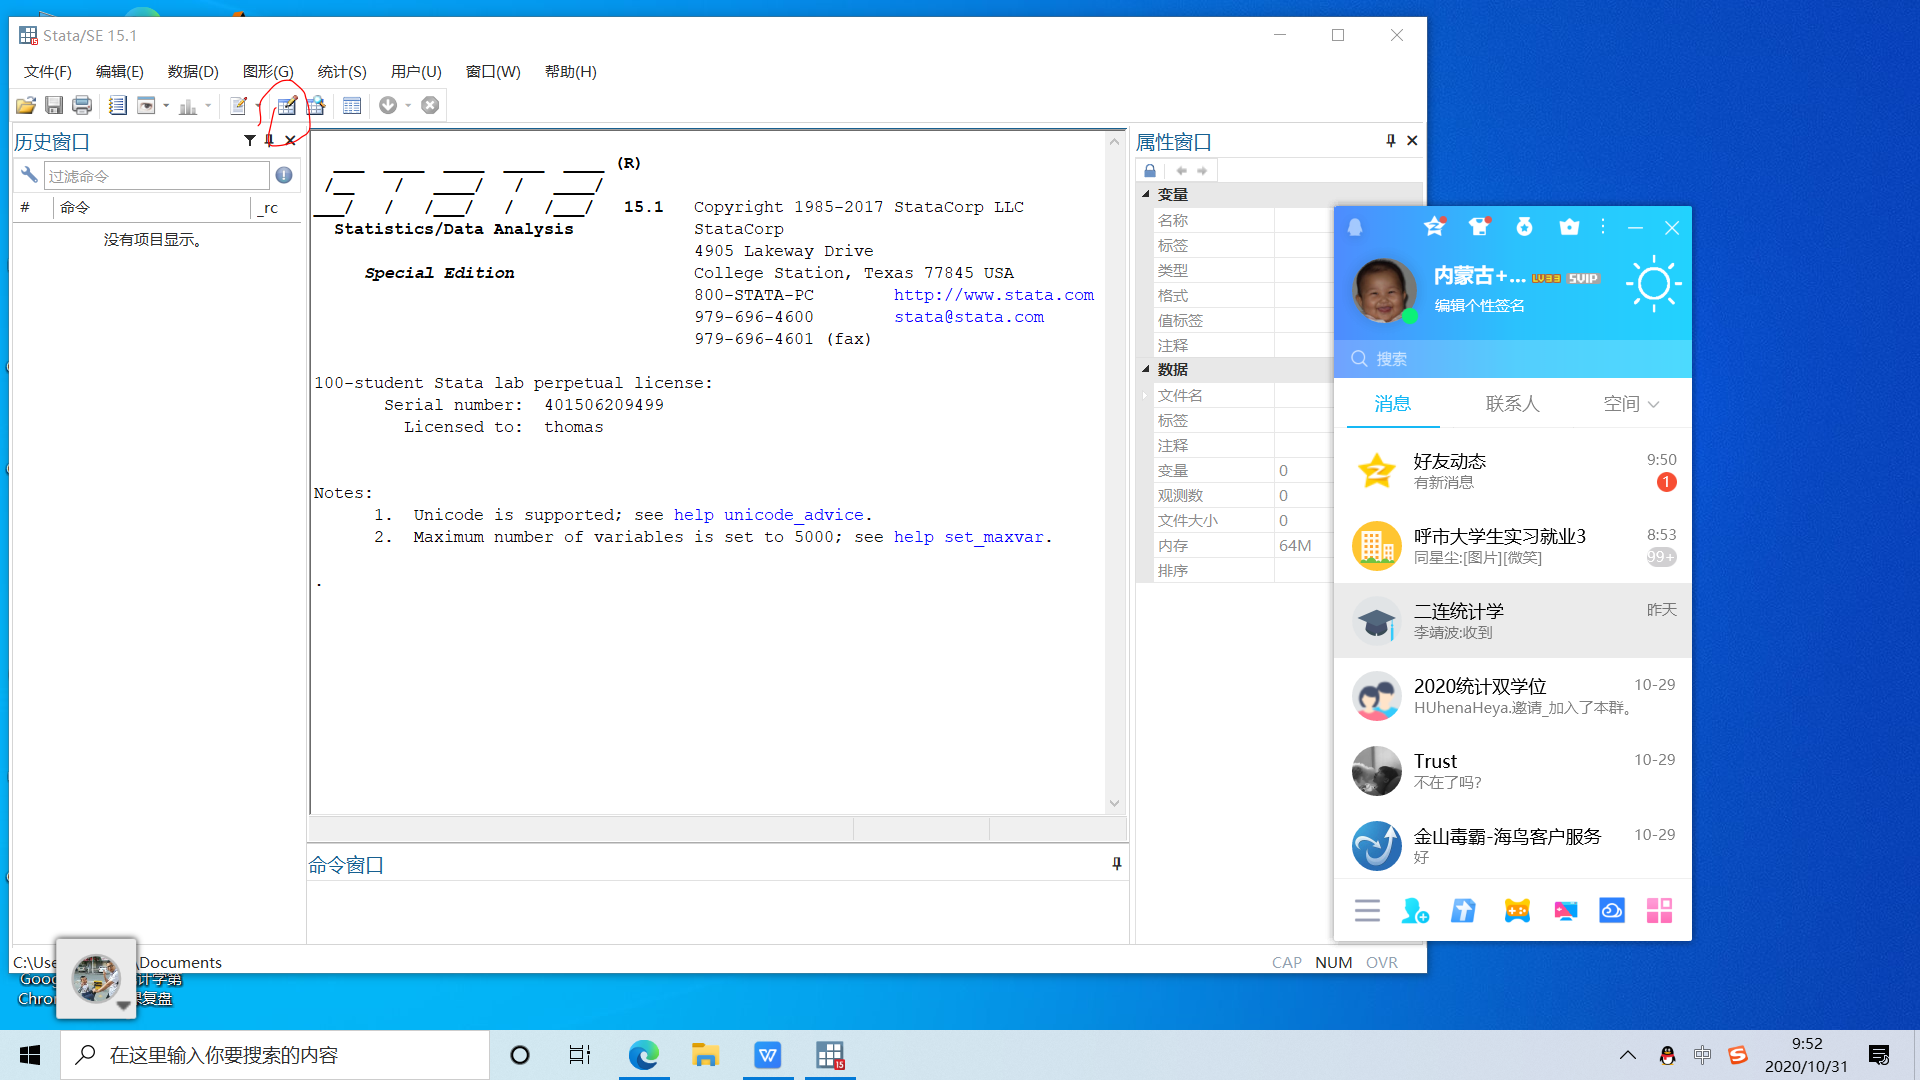 Stata/SE 15.1
文件(F) 编辑(E) 数据(D) 图形(G) 统计(S) 用户(U) 窗口(W) 帮助(H)
历史窗口
过滤命令
# 命令 _rc
没有项目显示。
(R)
15.1 Copyright 1985-2017 StataCorp LLC
Statistics/Data Analysis StataCorp
4905 Lakeway Drive
Special Edition College Station, Texas 77845 USA
800-STATA-PC http://www.stata.com
979-696-4600 stata@stata.com
979-696-4601 (fax)
100-student Stata lab perpetual license:
Serial number: 401506209499
Licensed to: thomas
Notes:
1. Unicode is supported; see help unicode_advice.
2. Maximum number of variables is set to 5000; see help set_maxvar.
.
命令窗口
属性窗口
变量
名称
标签
类型
格式
值标签
注释
数据
文件名
标签
注释
变量 0
观测数 0
文件大小 0
内存 64M
排序
C:\Use \Documents
CAP NUM OVR
内蒙古+... LV33 SVIP
编辑个性签名
搜索
消息 联系人 空间
好友动态 9:50
有新消息 1
呼市大学生实习就业3 8:53
同星尘:[图片][微笑] 99+
二连统计学 昨天
李靖波:收到
2020统计双学位 10-29
HUhenaHeya.邀请_加入了本群。
Trust 10-29
不在了吗?
金山毒霸-海鸟客户服务 10-29
好
Goo 计学第
Chro 复盘
在这里输入你要搜索的内容
中
9:52
2020/10/31